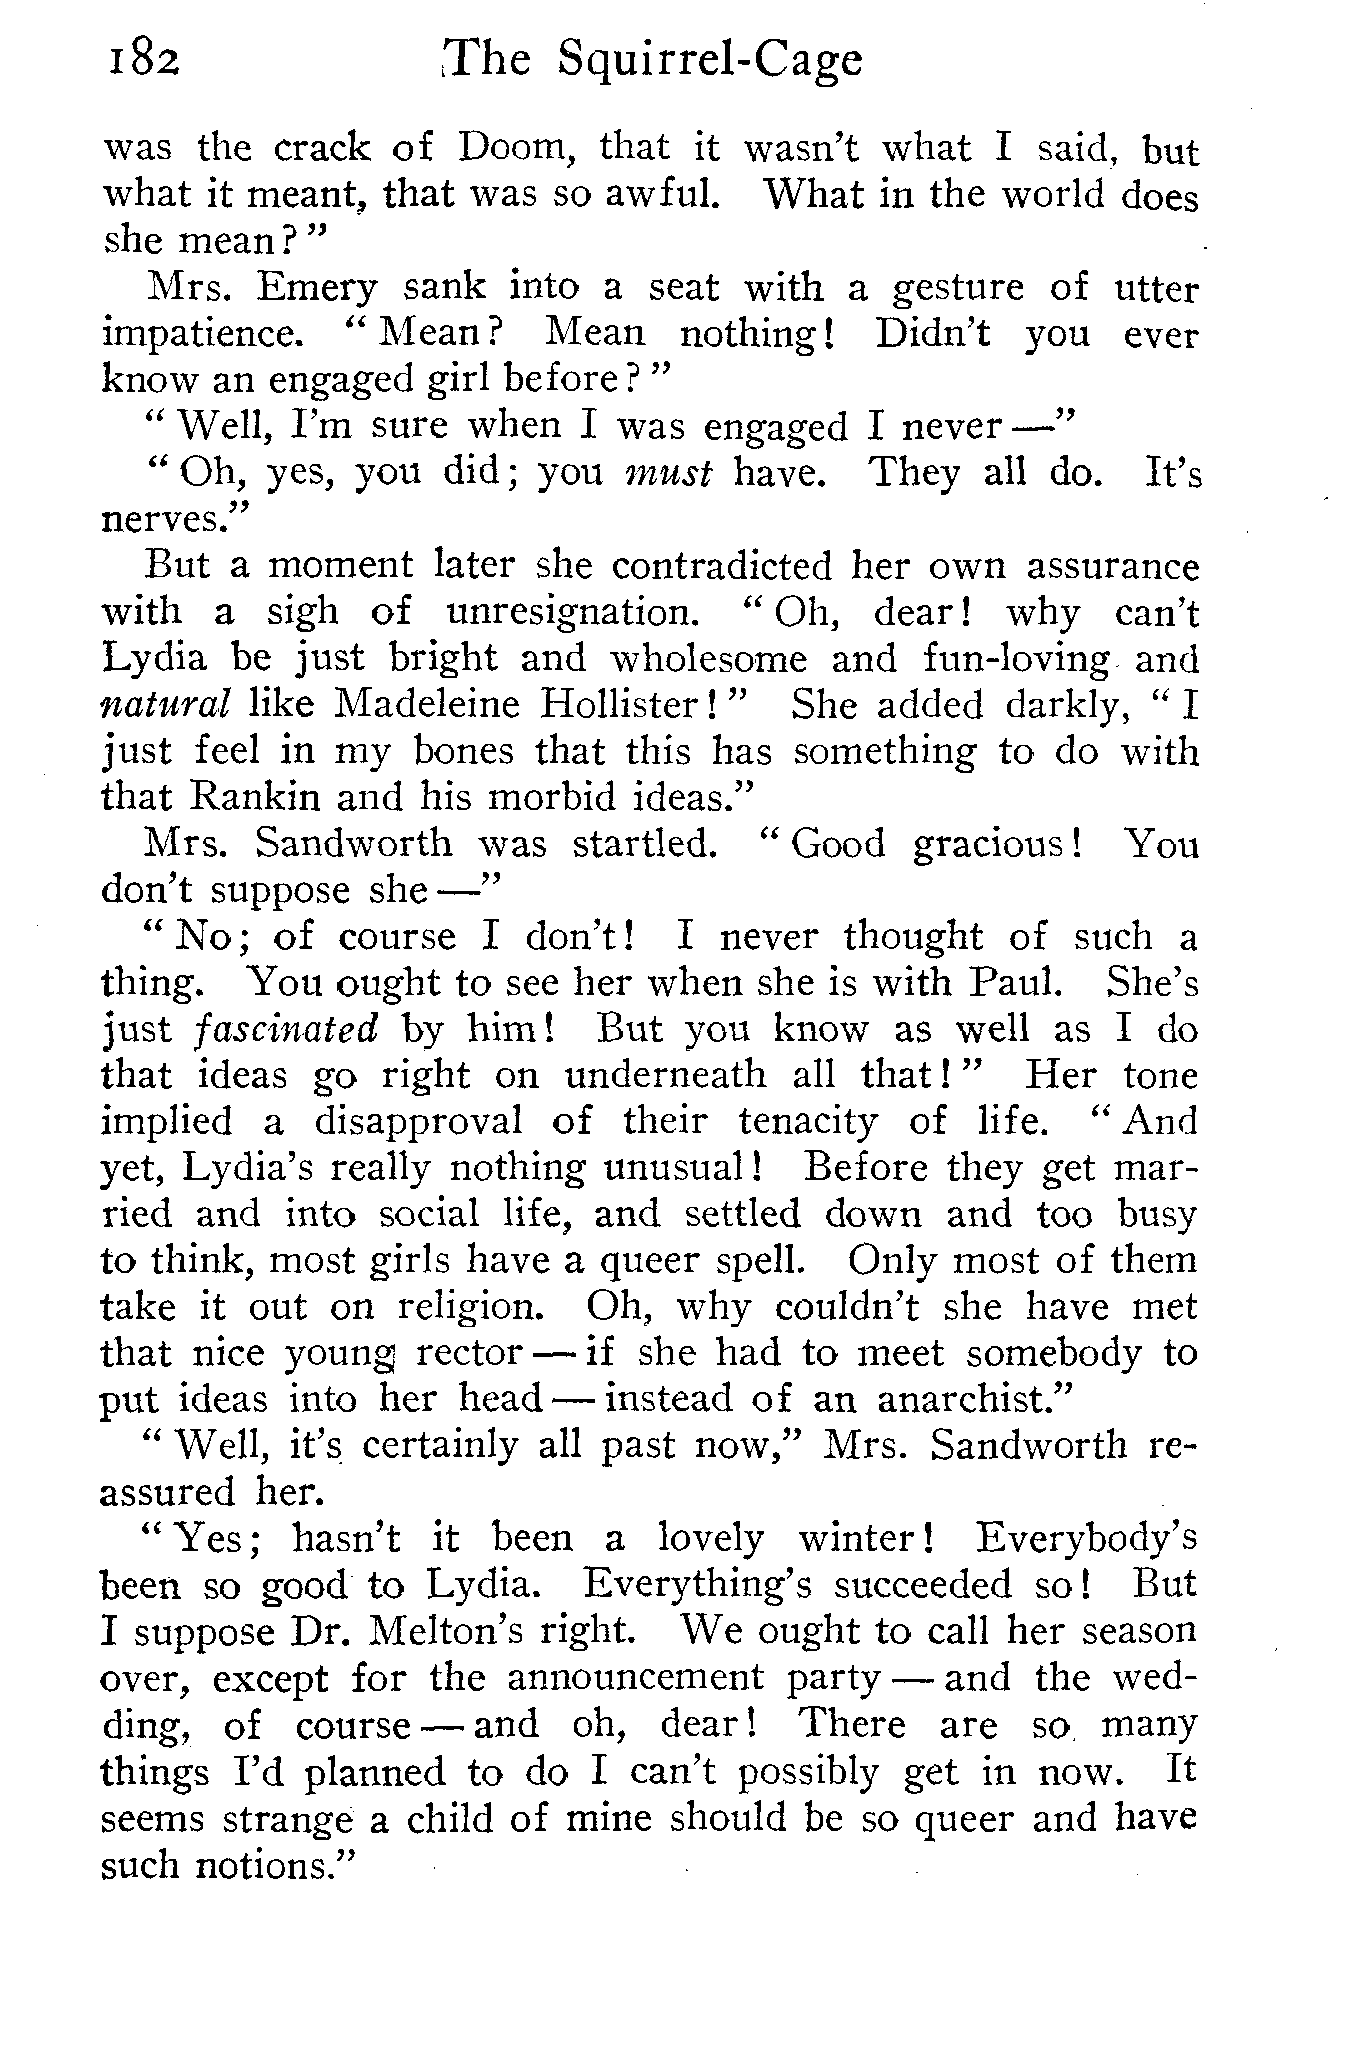 182 The Squirrel-Cage
was the crack of Doom, that it wasn't what I said, but
what it meant, that was so awful. What in the world does
she mean?"
Mrs. Emery sank into a seat with a gesture of utter
impatience. "Mean? Mean nothing! Didn't you ever
know an engaged girl before?"
"Well, I'm sure when I was engaged I never—"
"Oh, yes, you did; you must have. They all do. It's
nerves."
But a moment later she contradicted her own assurance
with a sigh of unresignation. "Oh, dear! why can't
Lydia be just bright and wholesome and fun-loving and
natural like Madeleine Hollister!" She added darkly, "I
just feel in my bones that this has something to do with
that Rankin and his morbid ideas."
Mrs. Sandworth was startled. "Good gracious! You
don't suppose she—"
"No; of course I don't! I never thought of such a
thing. You ought to see her when she is with Paul. She's
just fascinated by him! But you know as well as I do
that ideas go right on underneath all that!" Her tone
implied a disapproval of their tenacity of life. "And
yet, Lydia's really nothing unusual! Before they get mar-
ried and into social life, and settled down and too busy
to think, most girls have a queer spell. Only most of them
take it out on religion. Oh, why couldn't she have met
that nice young rector—if she had to meet somebody to
put ideas into her head—instead of an anarchist."
"Well, it's certainly all past now," Mrs. Sandworth re-
assured her.
"Yes; hasn't it been a lovely winter! Everybody's
been so good to Lydia. Everything's succeeded so! But
I suppose Dr. Melton's right. We ought to call her season
over, except for the announcement party—and the wed-
ding, of course—and oh, dear! There are so many
things I'd planned to do I can't possibly get in now. It
seems strange a child of mine should be so queer and have
such notions."